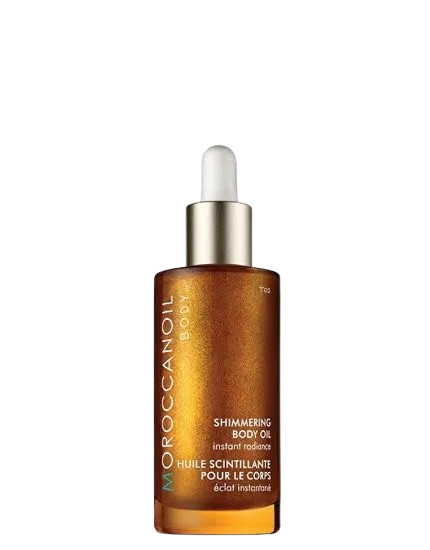 MOROCCANOIL
BODY
SHIMMERING
BODY OIL
instant radiance
HUILE SCINTILLANTE
POUR LE CORPS
éclat instantané